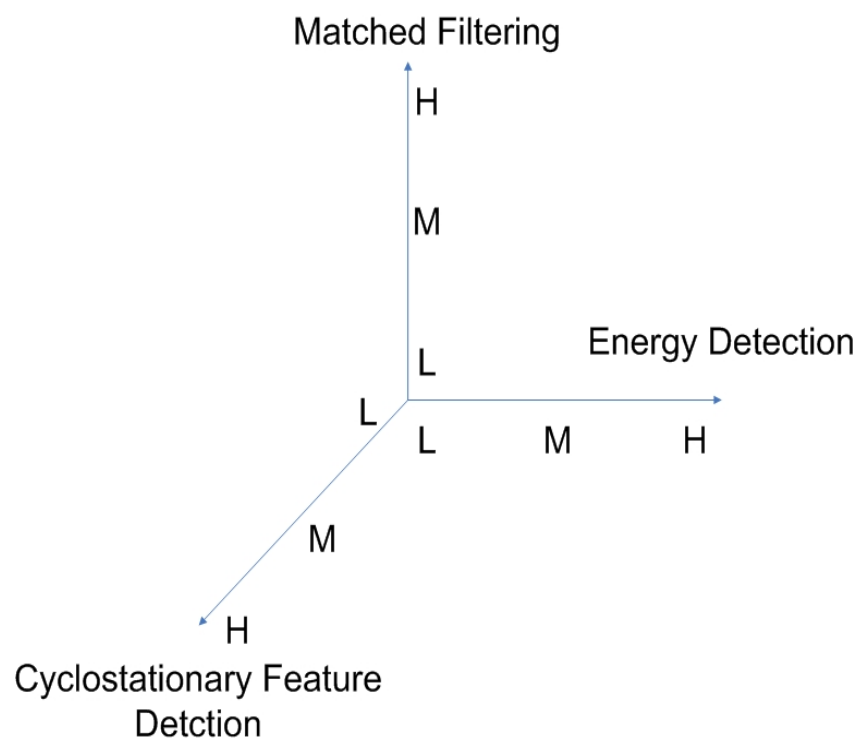 Matched Filtering
H
M
L
Energy Detection
L
L M H
M
H
Cyclostationary Feature
Detction